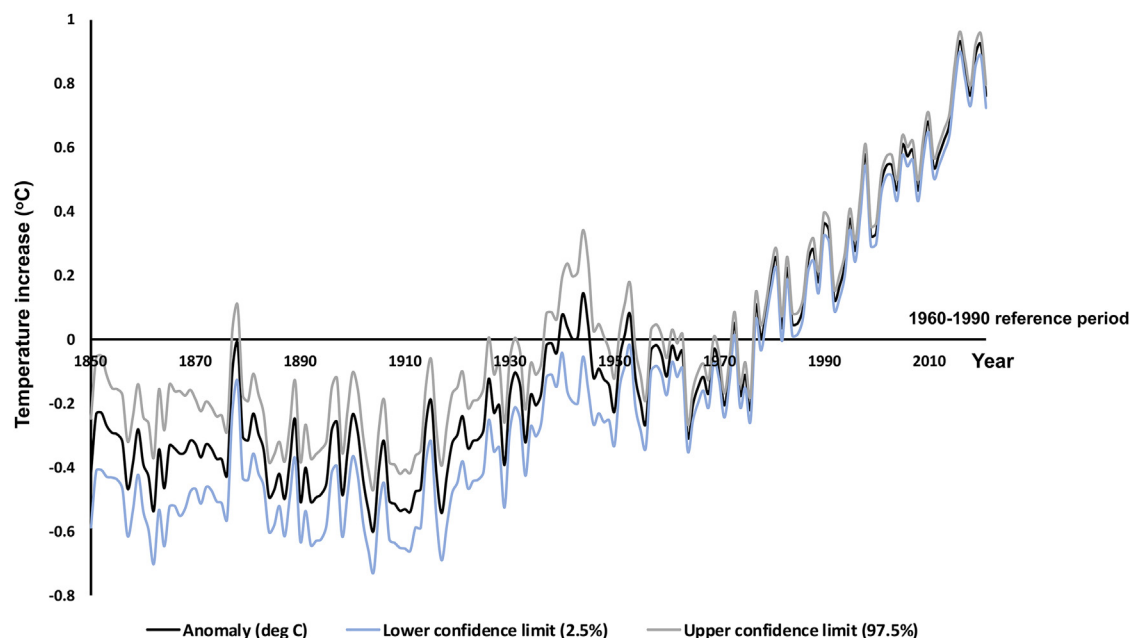 1
0.8
0.6
0.4
0.2
0
-0.2
-0.4
-0.6
-0.8
Temperature increase (ºC)
1960-1990 reference period
1850 1870 1890 1910 1930 1950 1970 1990 2010 Year
Anomaly (deg C) Lower confidence limit (2.5%) Upper confidence limit (97.5%)